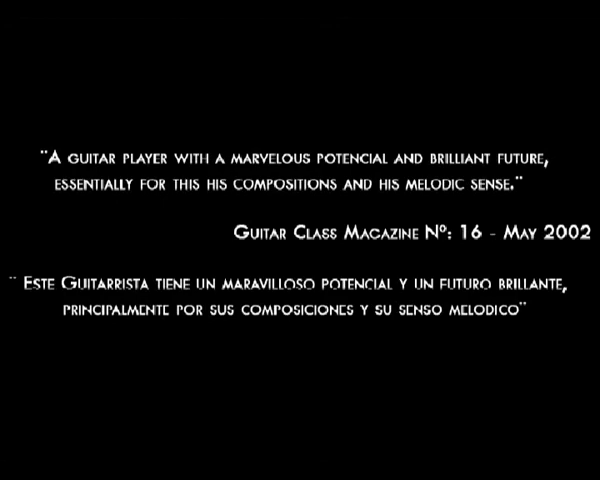 ¨A guitar player with a marvelous potencial and brilliant future,
essentially for this his compositions and his melodic sense.¨
Guitar Class Magazine Nº: 16 - May 2002
¨ Este Guitarrista tiene un maravilloso potencial y un futuro brillante,
principalmente por sus composiciones y su senso melodico¨